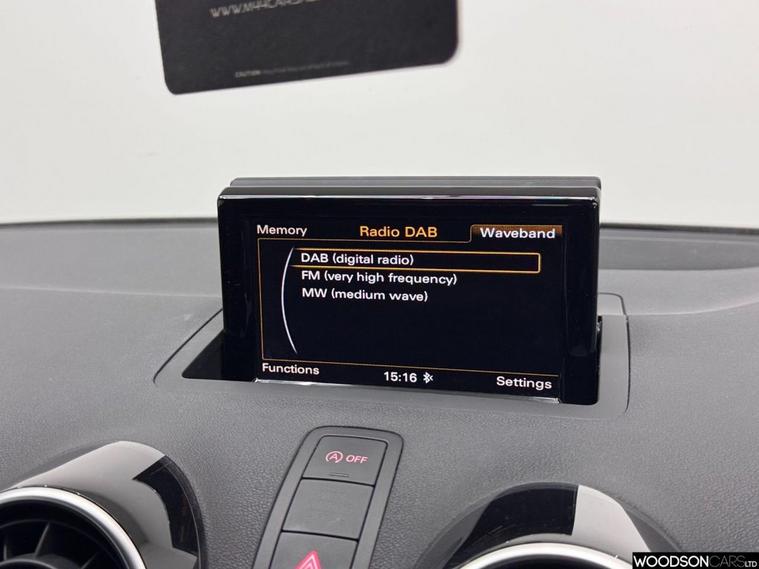 CAUTION
Memory Radio DAB Waveband
DAB (digital radio)
FM (very high frequency)
MW (medium wave)
Functions 15:16 Settings
A OFF
WOODSONCARS LTD